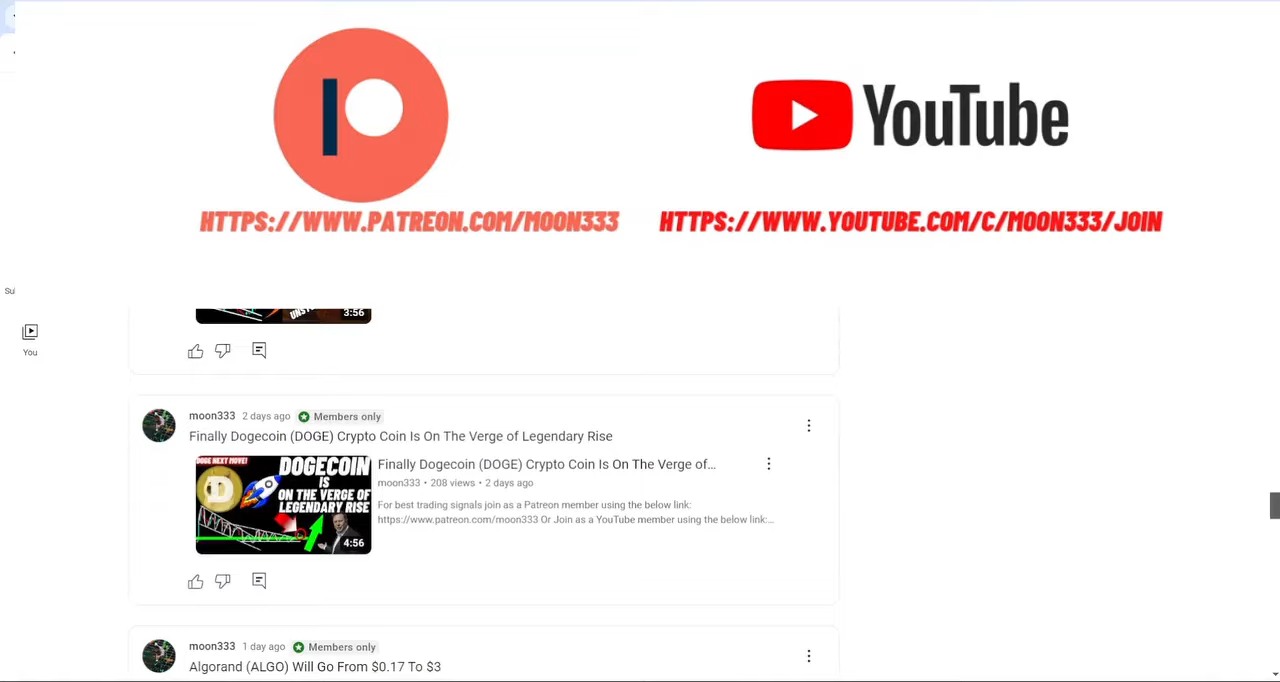 YouTube
HTTPS://WWW.PATREON.COM/MOON333
HTTPS://WWW.YOUTUBE.COM/C/MOON333/JOIN
3:56
You
moon333 2 days ago Members only
Finally Dogecoin (DOGE) Crypto Coin Is On The Verge of Legendary Rise
DOGE NEXT MOVE!
DOGECOIN
IS
ON THE VERGE OF
LEGENDARY RISE
4:56
Finally Dogecoin (DOGE) Crypto Coin Is On The Verge of...
moon333 • 208 views • 2 days ago
For best trading signals join as a Patreon member using the below link:
https://www.patreon.com/moon333 Or Join as a YouTube member using the below link:...
moon333 1 day ago Members only
Algorand (ALGO) Will Go From $0.17 To $3